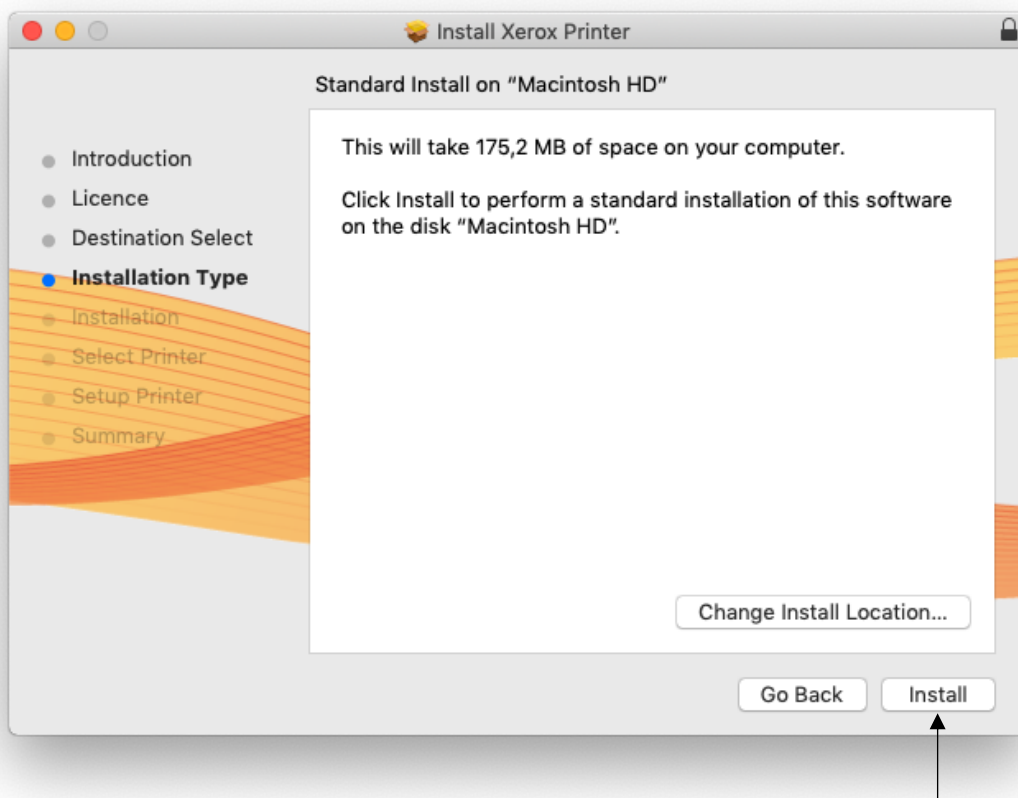 Install Xerox Printer
Standard Install on “Macintosh HD”
Introduction
Licence
Destination Select
Installation Type
Installation
Select Printer
Setup Printer
Summary
This will take 175,2 MB of space on your computer.
Click Install to perform a standard installation of this software
on the disk “Macintosh HD”.
Change Install Location...
Go Back
Install